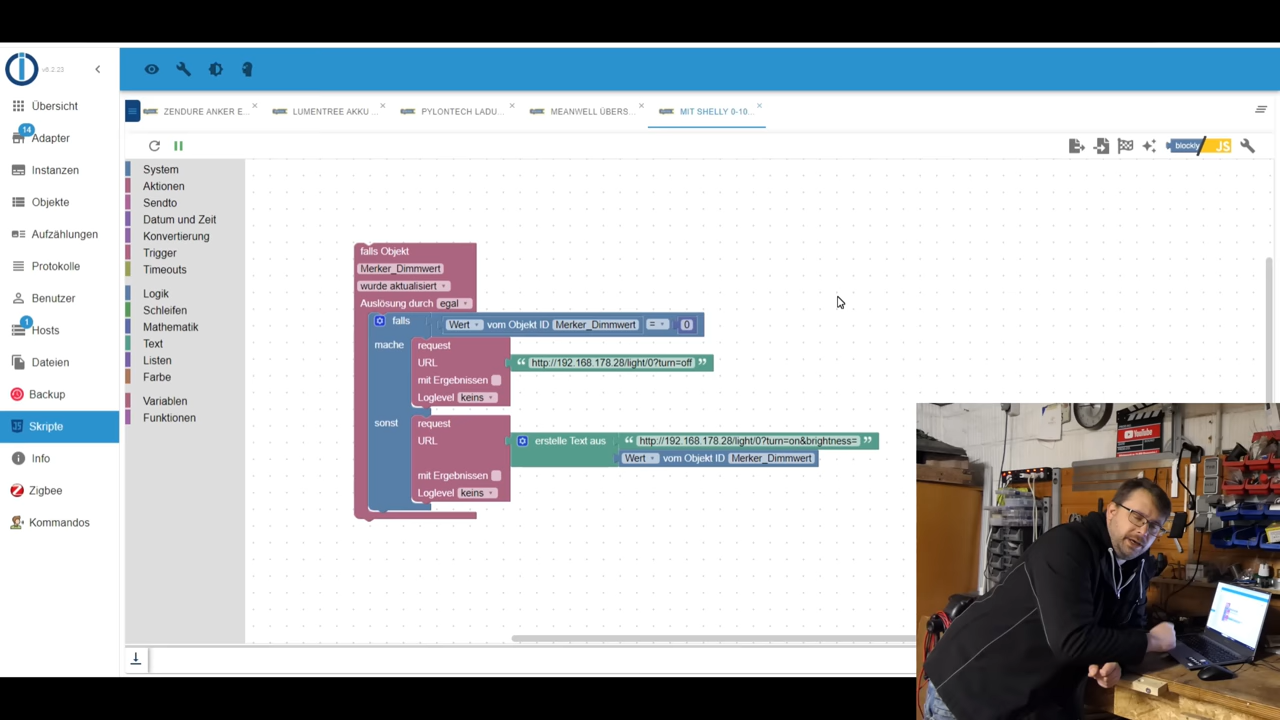 v6.2.23
Übersicht
14
Adapter
Instanzen
Objekte
Aufzählungen
Protokolle
Benutzer
1
Hosts
Dateien
Backup
Skripte
Info
Zigbee
Kommandos
ZENDURE ANKER E...
LUMENTREE AKKU ...
PYLONTECH LADU...
MEANWELL ÜBERS...
MIT SHELLY 0-10...
blockly JS
System
Aktionen
Sendto
Datum und Zeit
Konvertierung
Trigger
Timeouts
Logik
Schleifen
Mathematik
Text
Listen
Farbe
Variablen
Funktionen
falls Objekt
Merker_Dimmwert
wurde aktualisiert
Auslösung durch egal
falls Wert vom Objekt ID Merker_Dimmwert = 0
mache request
URL “ http://192.168.178.28/light/0?turn=off ”
mit Ergebnissen
Loglevel keins
sonst request
URL erstelle Text aus “ http://192.168.178.28/light/0?turn=on&brightness= ”
Wert vom Objekt ID Merker_Dimmwert
mit Ergebnissen
Loglevel keins
YouTube